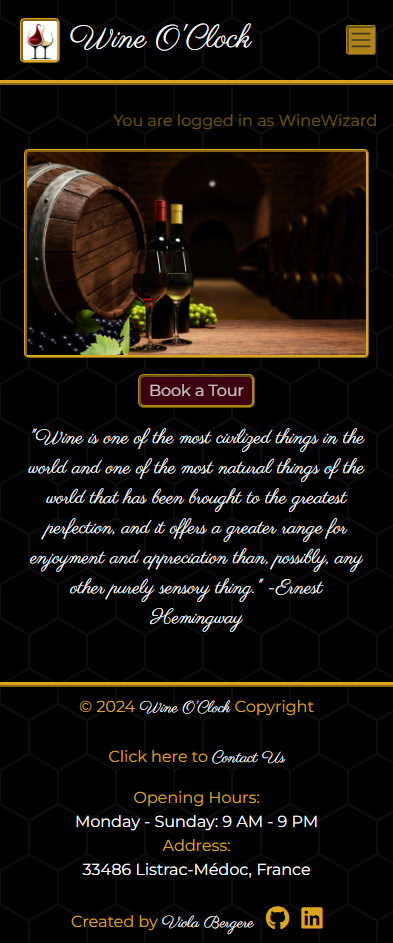 Wine O'Clock
You are logged in as WineWizard
Book a Tour
"Wine is one of the most civilized things in the
world and one of the most natural things of the
world that has been brought to the greatest
perfection, and it offers a greater range for
enjoyment and appreciation than, possibly, any
other purely sensory thing." -Ernest
Hemingway
© 2024 Wine O'Clock Copyright
Click here to Contact Us
Opening Hours:
Monday - Sunday: 9 AM - 9 PM
Address:
33486 Listrac-Médoc, France
Created by Viola Bergere